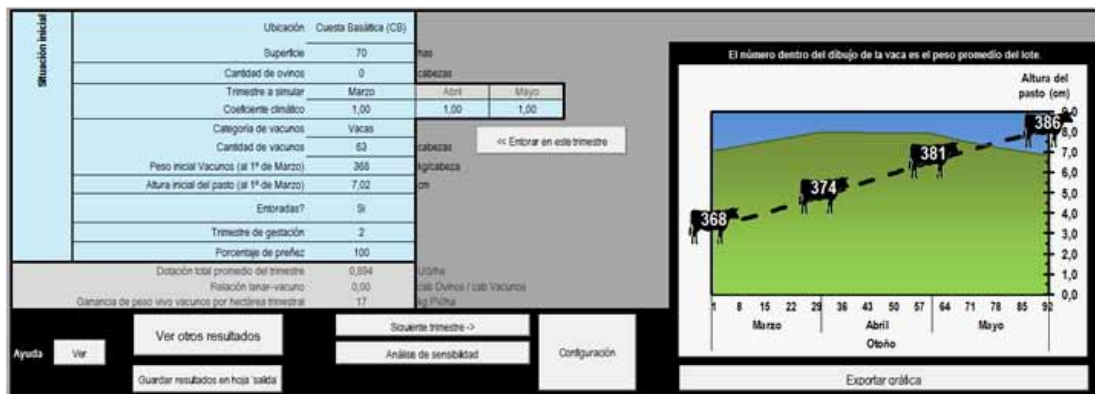 Situación inicial
Ubicación Cuesta Basáltica (CB)
Superficie 70 has
Cantidad de ovinos 0 cabezas
Trimestre a simular Marzo Abril Mayo
Coeficiente climático 1,00 1,00 1,00
Categoría de vacunos Vacas
Cantidad de vacunos 63 cabezas
<< Entorar en este trimestre
Peso inicial Vacunos (al 1º de Marzo) 368 kg/cabeza
Altura inicial del pasto (al 1º de Marzo) 7,02 cm
Entoradas? Si
Trimestre de gestación 2
Porcentaje de preñez 100
Dotación total promedio del trimestre 0,894 UG/ha
Relación lanar-vacuno 0,00 cab Ovinos / cab Vacunos
Ganancia de peso vivo vacunos por hectárea trimestral 17 kg PV/ha
Ayuda
Ver
Ver otros resultados
Guardar resultados en hoja 'salida'
Siguiente trimestre ->
Análise de sensibilidad
Configuración
El número dentro del dibujo de la vaca es el peso promedio del lote.
Altura del
pasto (cm)
9,0
8,0
7,0
6,0
5,0
4,0
3,0
2,0
1,0
0,0
386
381
374
368
1 8 15 22 29 36 43 50 57 64 71 78 85 92
Marzo Abril Mayo
Otoño
Exportar gráfica